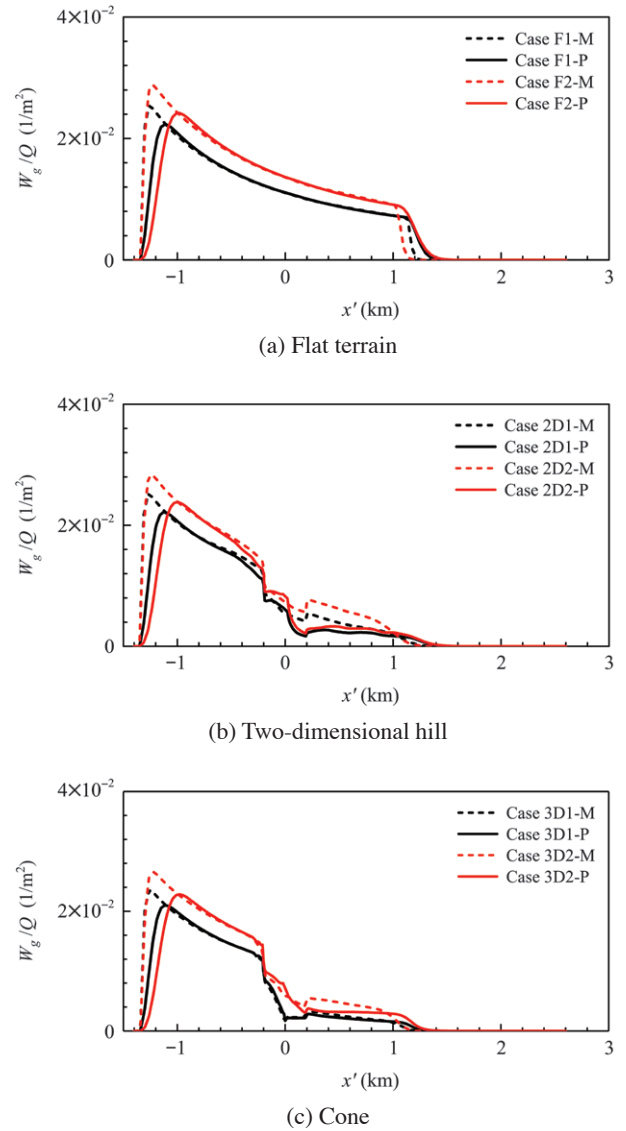 4×10⁻²
2×10⁻²
0
W_g/Q (1/m²)
Case F1-M
Case F1-P
Case F2-M
Case F2-P
−1 0 1 2 3
x′ (km)
(a) Flat terrain
4×10⁻²
2×10⁻²
0
W_g/Q (1/m²)
Case 2D1-M
Case 2D1-P
Case 2D2-M
Case 2D2-P
−1 0 1 2 3
x′ (km)
(b) Two-dimensional hill
4×10⁻²
2×10⁻²
0
W_g/Q (1/m²)
Case 3D1-M
Case 3D1-P
Case 3D2-M
Case 3D2-P
−1 0 1 2 3
x′ (km)
(c) Cone